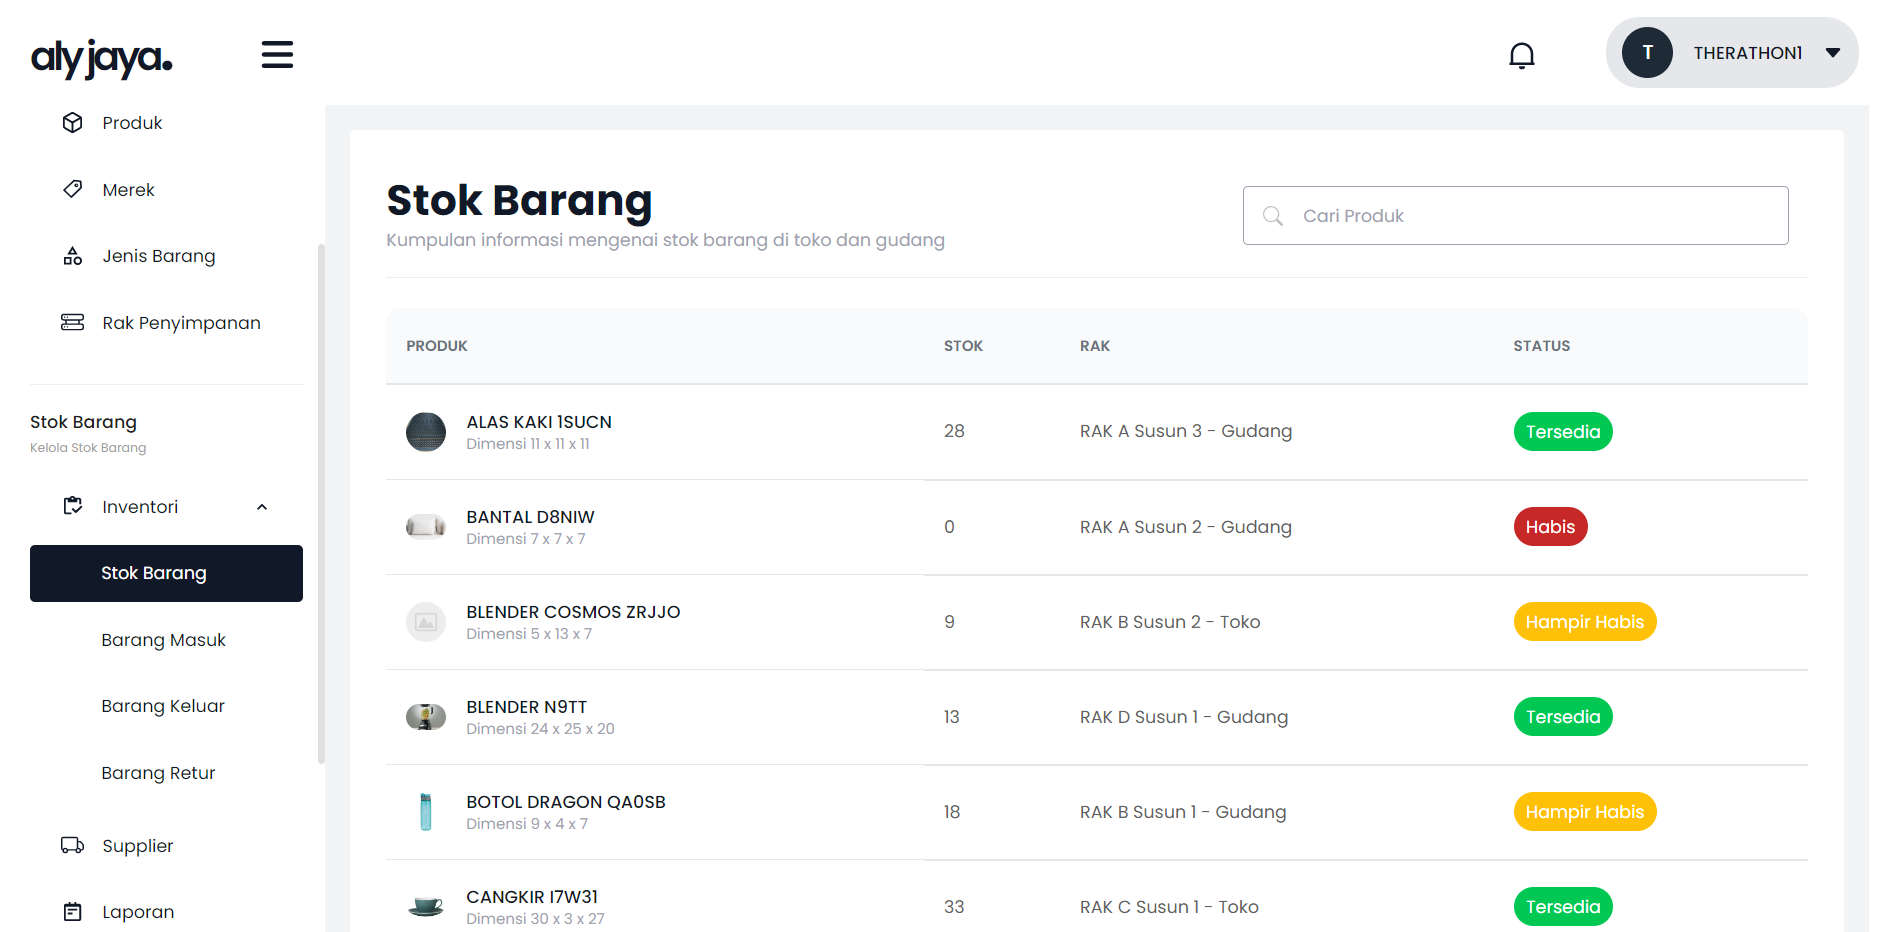 aly jaya.
T
THERATHON1
Produk
Merek
Jenis Barang
Rak Penyimpanan
Stok Barang
Kelola Stok Barang
Inventori
Stok Barang
Barang Masuk
Barang Keluar
Barang Retur
Supplier
Laporan
Stok Barang
Kumpulan informasi mengenai stok barang di toko dan gudang
Cari Produk
PRODUK STOK RAK STATUS
ALAS KAKI 1SUCN
Dimensi 11 x 11 x 11
28 RAK A Susun 3 - Gudang Tersedia
BANTAL D8NIW
Dimensi 7 x 7 x 7
0 RAK A Susun 2 - Gudang Habis
BLENDER COSMOS ZRJJO
Dimensi 5 x 13 x 7
9 RAK B Susun 2 - Toko Hampir Habis
BLENDER N9TT
Dimensi 24 x 25 x 20
13 RAK D Susun 1 - Gudang Tersedia
BOTOL DRAGON QA0SB
Dimensi 9 x 4 x 7
18 RAK B Susun 1 - Gudang Hampir Habis
CANGKIR I7W31
Dimensi 30 x 3 x 27
33 RAK C Susun 1 - Toko Tersedia